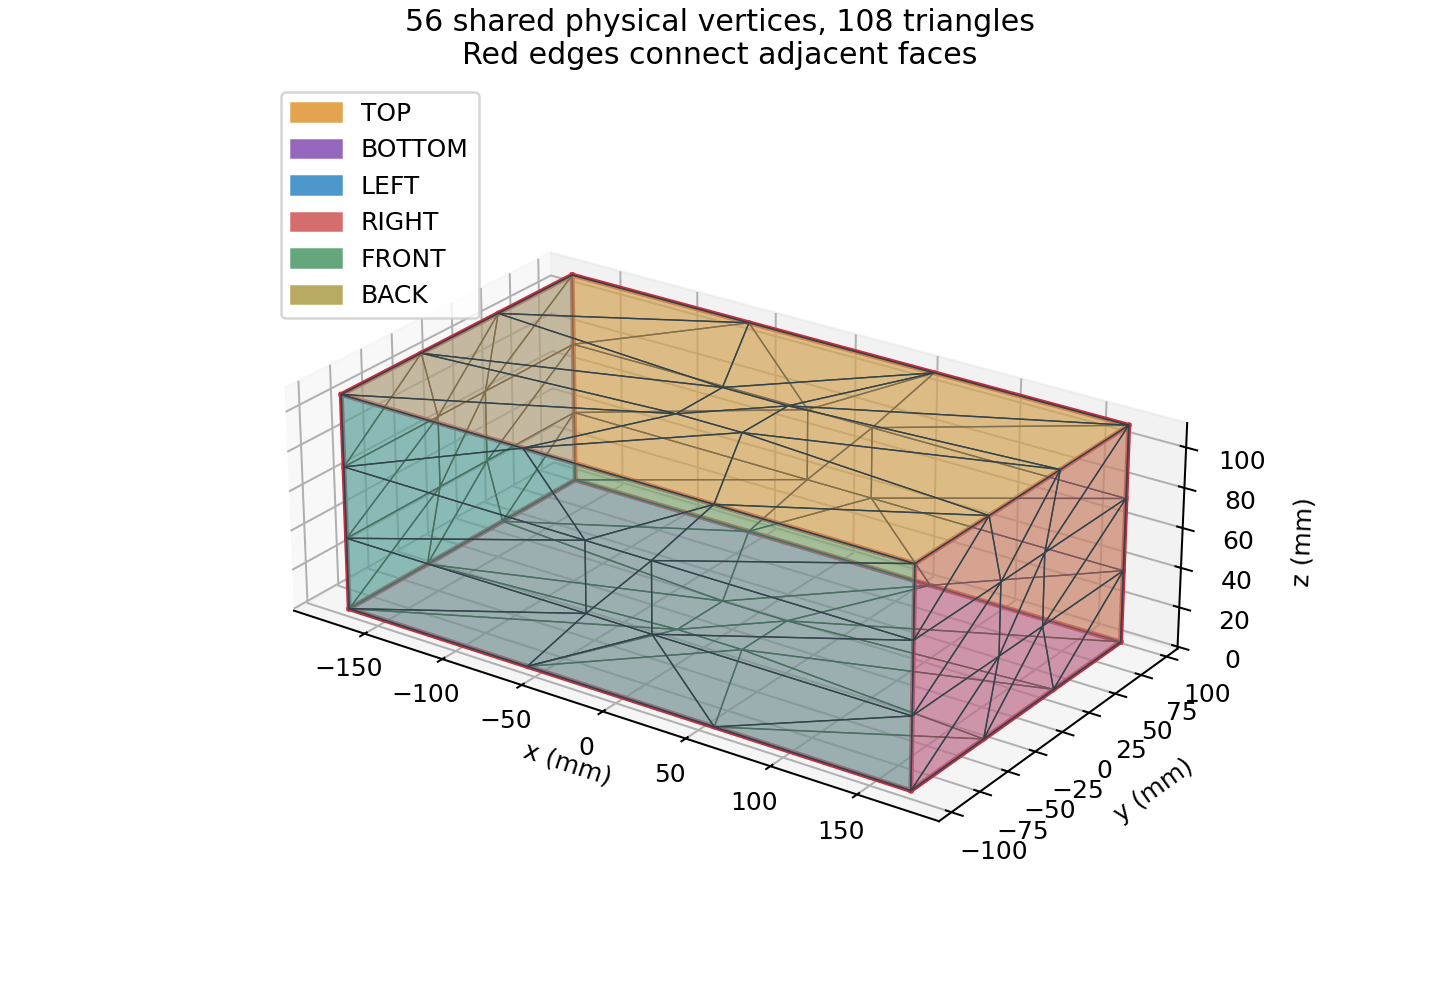 56 shared physical vertices, 108 triangles
Red edges connect adjacent faces
TOP
BOTTOM
LEFT
RIGHT
FRONT
BACK
100
80
60
40
20
0
z (mm)
−150
−100
−50
0
50
100
150
x (mm)
100
75
50
25
0
−25
−50
−75
−100
y (mm)